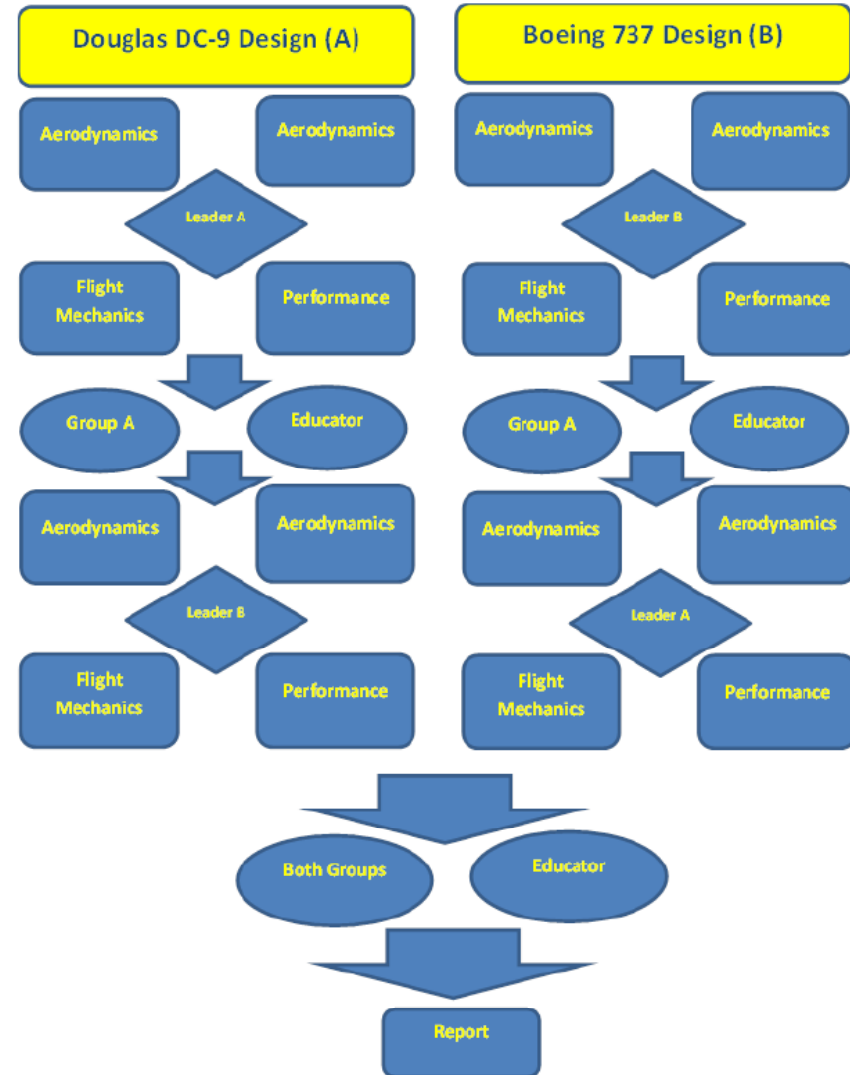 Douglas DC-9 Design (A)
Boeing 737 Design (B)
Aerodynamics
Aerodynamics
Aerodynamics
Aerodynamics
Leader A
Leader B
Flight
Mechanics
Performance
Flight
Mechanics
Performance
Group A
Educator
Group A
Educator
Aerodynamics
Aerodynamics
Aerodynamics
Aerodynamics
Leader B
Leader A
Flight
Mechanics
Performance
Flight
Mechanics
Performance
Both Groups
Educator
Report